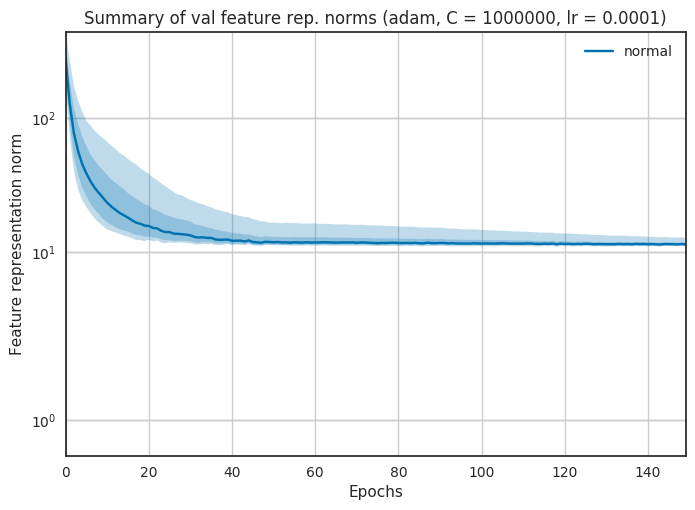 Summary of val feature rep. norms (adam, C = 1000000, lr = 0.0001)
normal
Feature representation norm
10²
10¹
10⁰
0 20 40 60 80 100 120 140
Epochs